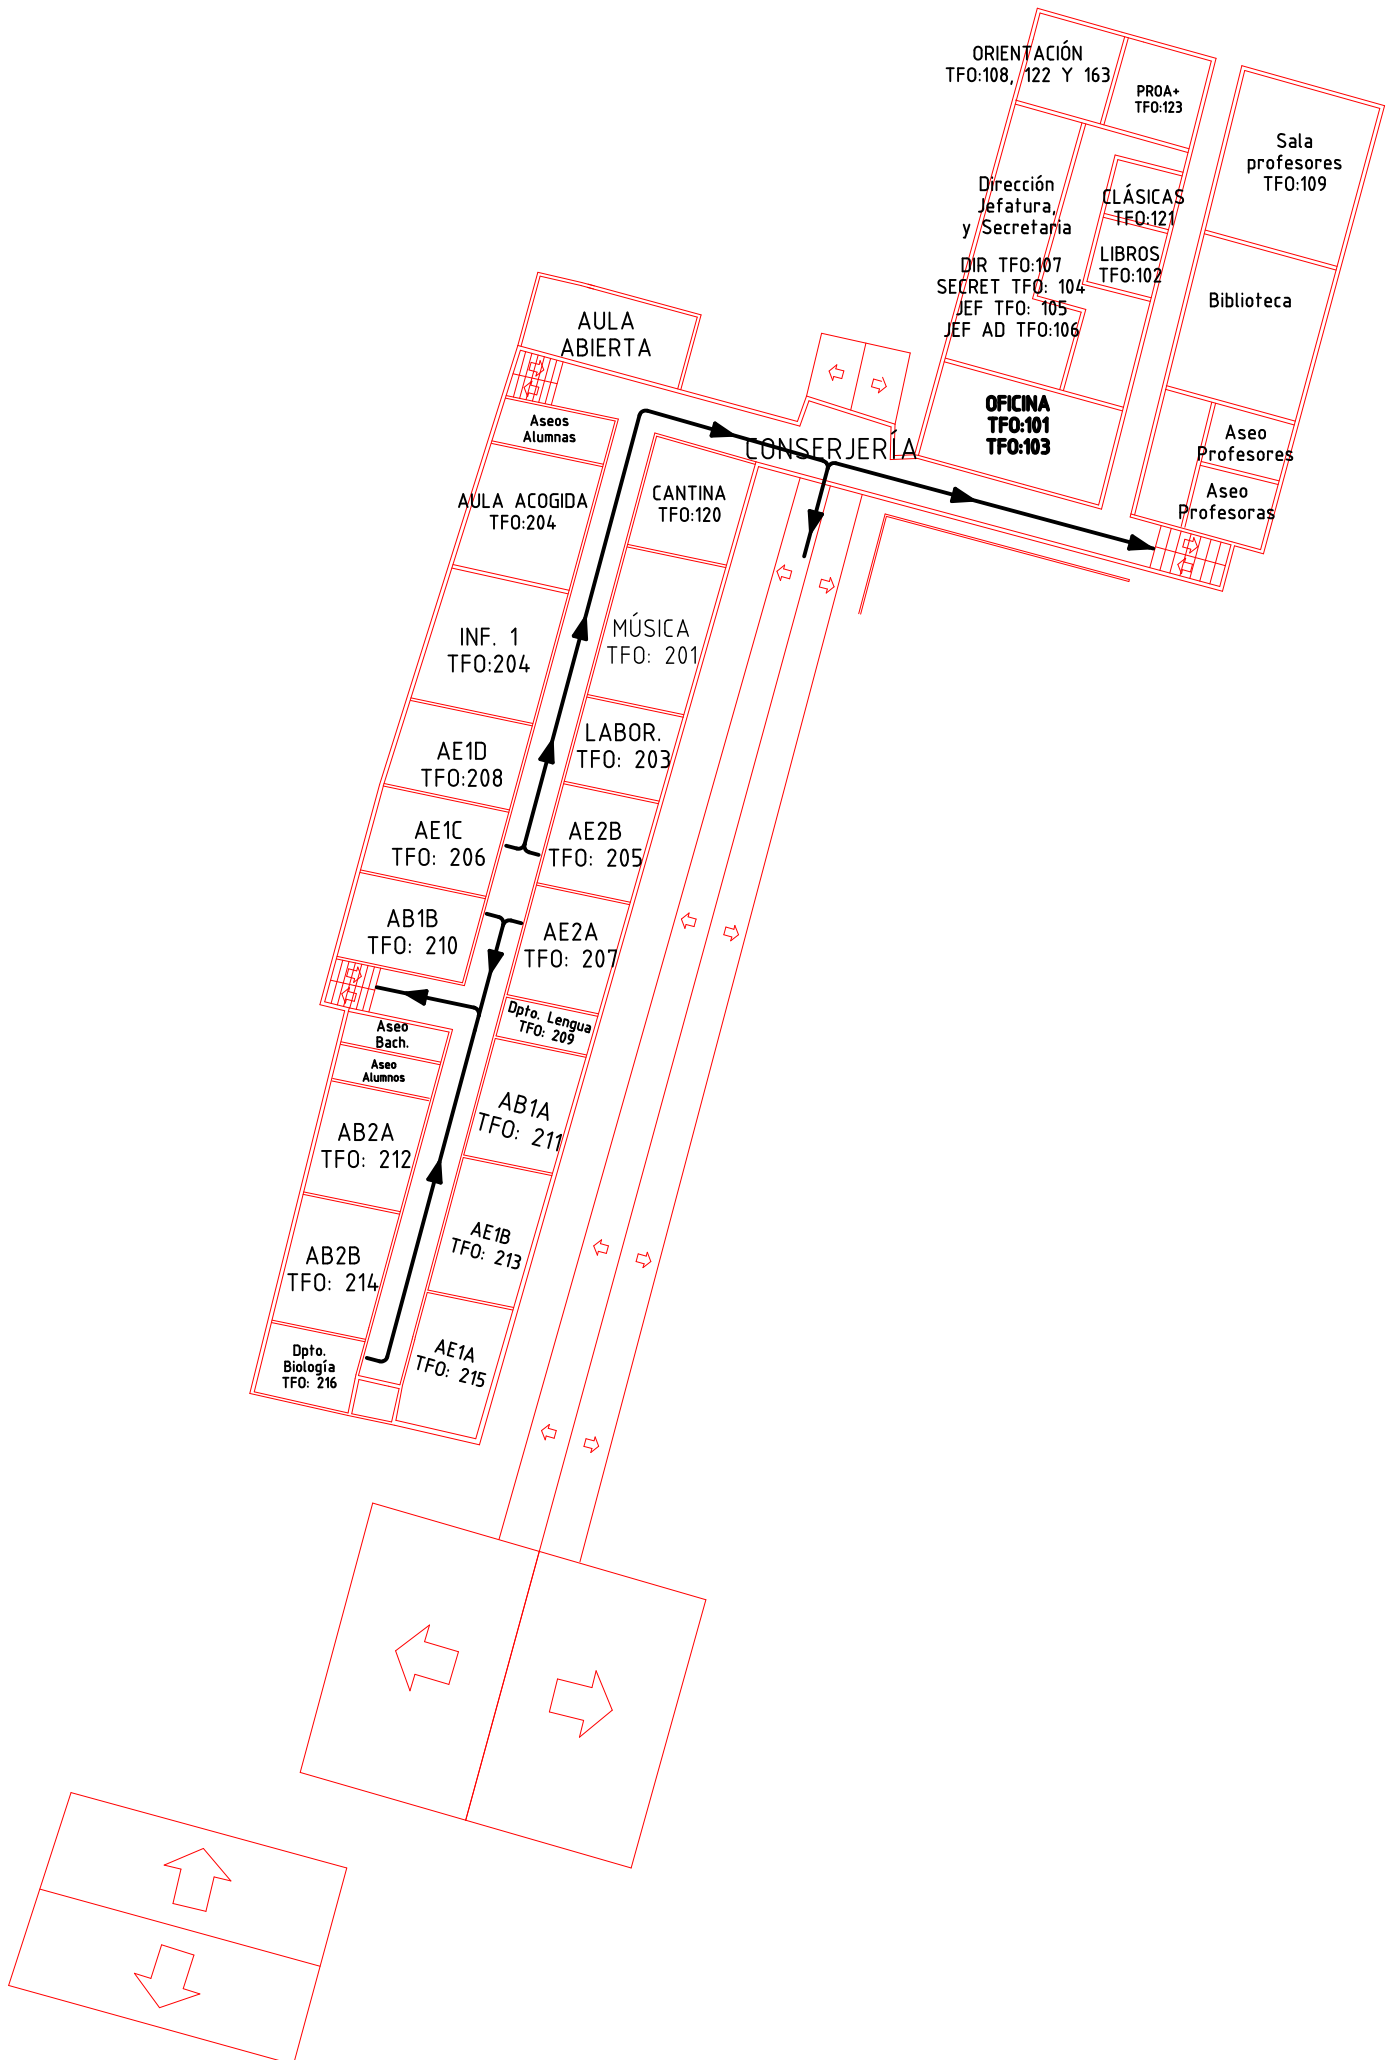 ORIENTACIÓN
TFO:108, 122 Y 163
PROA+
TFO:123
Sala
profesores
TFO:109
Dirección
Jefatura,
y Secretaria
DIR TFO:107
SECRET TFO: 104
JEF TFO: 105
JEF AD TFO:106
CLÁSICAS
TFO:121
LIBROS
TFO:102
Biblioteca
OFICINA
TFO:101
TFO:103
Aseo
Profesores
Aseo
Profesoras
AULA
ABIERTA
CONSERJERÍA
Aseos
Alumnas
AULA ACOGIDA
TFO:204
CANTINA
TFO:120
INF. 1
TFO:204
MÚSICA
TFO: 201
AE1D
TFO:208
LABOR.
TFO: 203
AE1C
TFO: 206
AE2B
TFO: 205
AB1B
TFO: 210
AE2A
TFO: 207
Dpto. Lengua
TFO: 209
Aseo
Bach.
Aseo
Alumnos
AB1A
TFO: 211
AB2A
TFO: 212
AE1B
TFO: 213
AB2B
TFO: 214
AE1A
TFO: 215
Dpto.
Biología
TFO: 216